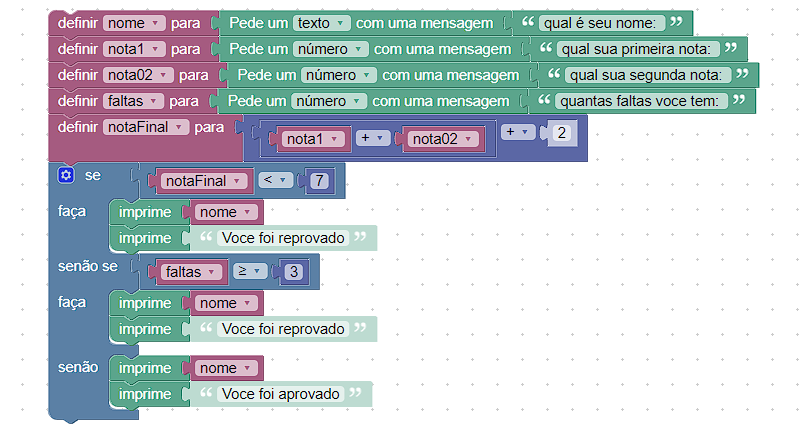 definir nome para Pede um texto com uma mensagem “ qual é seu nome: ”
definir nota1 para Pede um número com uma mensagem “ qual sua primeira nota: ”
definir nota02 para Pede um número com uma mensagem “ qual sua segunda nota: ”
definir faltas para Pede um número com uma mensagem “ quantas faltas voce tem: ”
definir notaFinal para nota1 + nota02 + 2
se notaFinal < 7
faça imprime nome
imprime “ Voce foi reprovado ”
senão se faltas ≥ 3
faça imprime nome
imprime “ Voce foi reprovado ”
senão imprime nome
imprime “ Voce foi aprovado ”